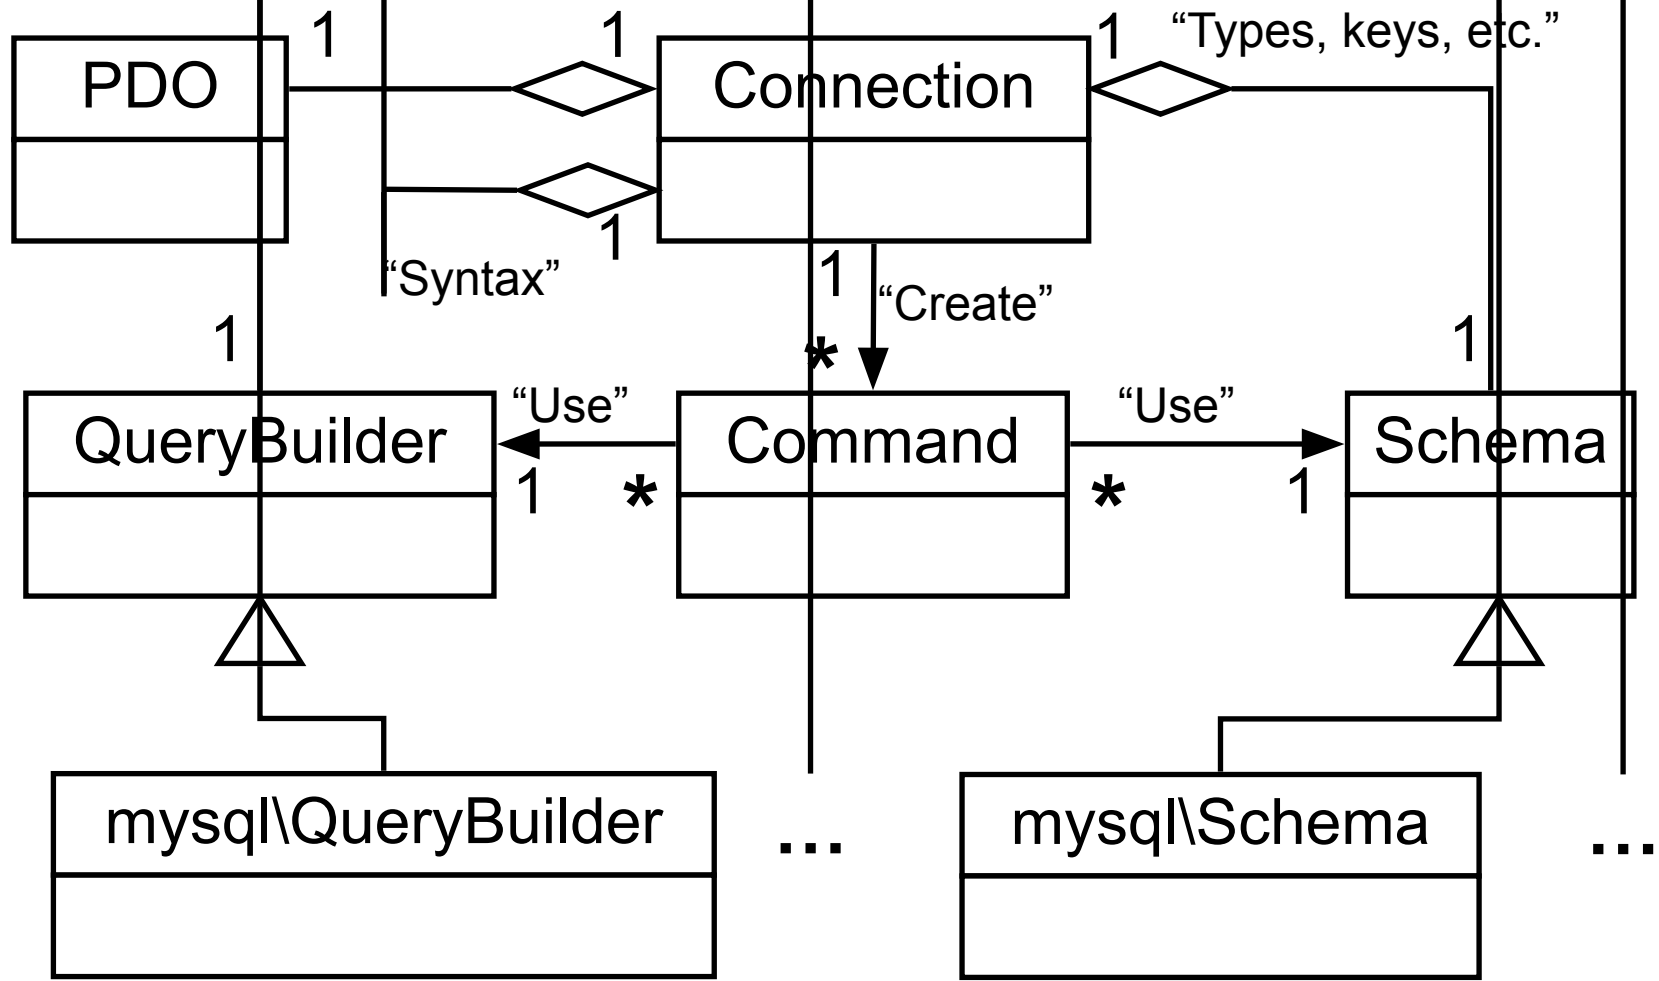 1
1
1
“Types, keys, etc.”
PDO
Connection
1
“Syntax”
1
“Create”
1
*
1
“Use”
“Use”
QueryBuilder
Command
Schema
1
*
*
1
mysql\QueryBuilder
...
mysql\Schema
...